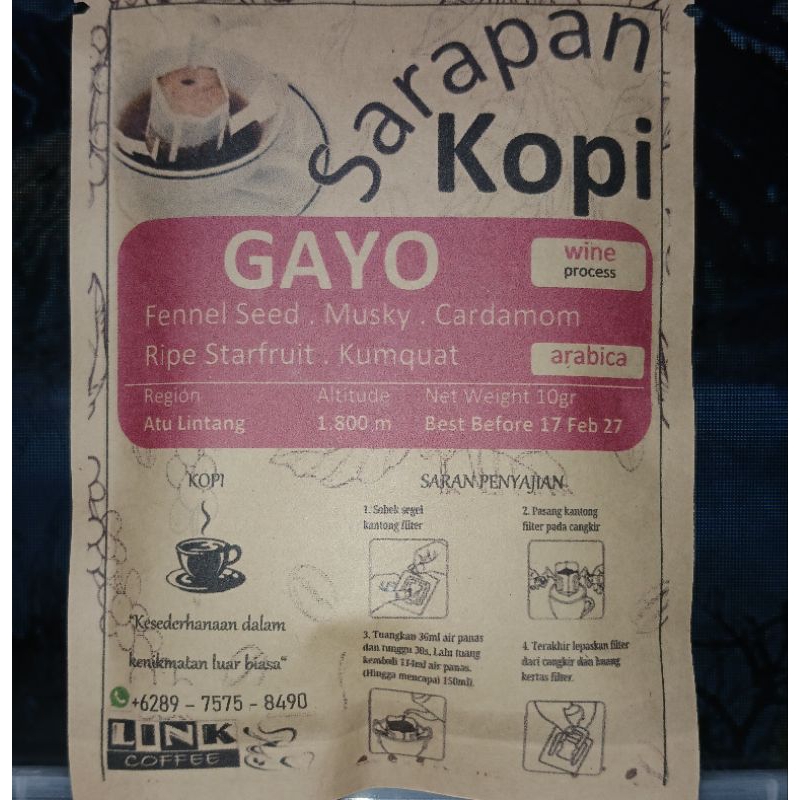 Sarapan
Kopi
GAYO
wine
process
Fennel Seed . Musky . Cardamom
Ripe Starfruit . Kumquat
arabica
Region Altitude Net Weight 10gr
Atu Lintang 1.800 m Best Before 17 Feb 27
KOPI
"Kesederhanaan dalam
kenikmatan luar biasa"
+6289 – 7575 - 8490
LINK
COFFEE
SARAN PENYAJIAN
1. Sobek segel
kantong filter
2. Pasang kantong
filter pada cangkir
3. Tuangkan 36ml air panas
dan tunggu 30s, Lalu tuang
kembali 114ml air panas.
(Hingga mencapai 150ml).
4. Terakhir lepaskan filter
dari cangkir dan buang
kertas filter.